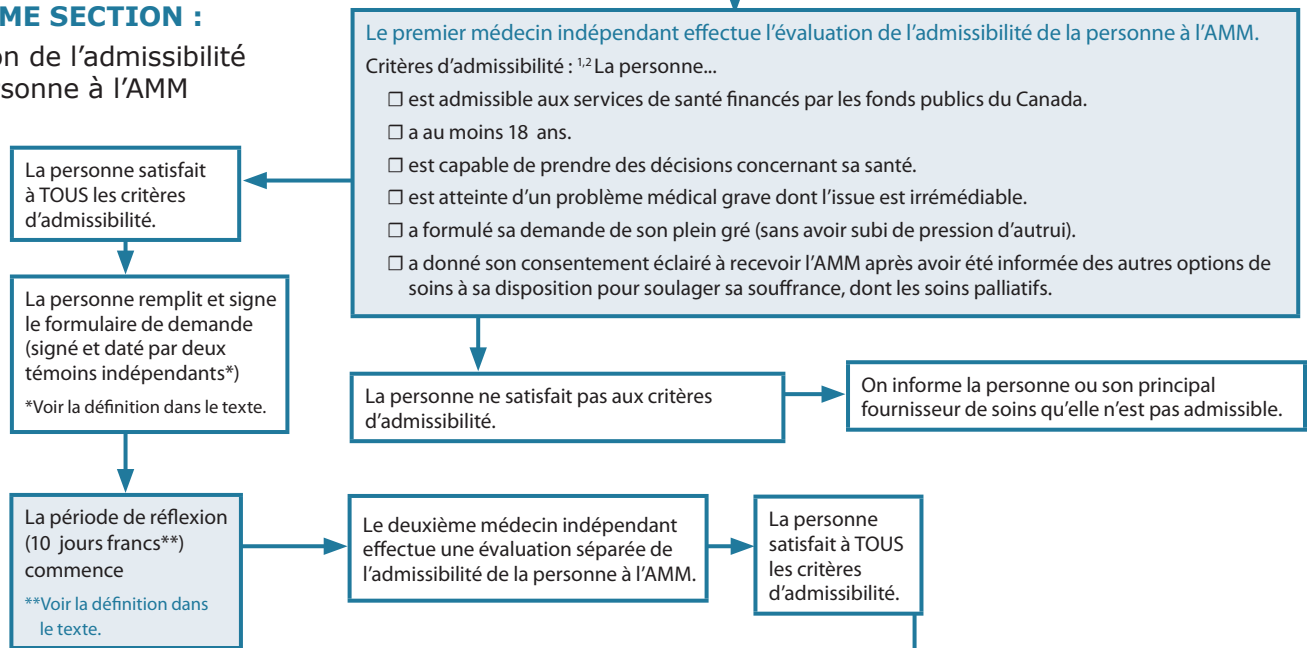 ME SECTION :
on de l'admissibilité
rsonne à l'AMM
Le premier médecin indépendant effectue l'évaluation de l'admissibilité de la personne à l'AMM.
Critères d'admissibilité : 1,2 La personne...
☐ est admissible aux services de santé financés par les fonds publics du Canada.
☐ a au moins 18 ans.
☐ est capable de prendre des décisions concernant sa santé.
☐ est atteinte d'un problème médical grave dont l'issue est irrémédiable.
☐ a formulé sa demande de son plein gré (sans avoir subi de pression d'autrui).
☐ a donné son consentement éclairé à recevoir l'AMM après avoir été informée des autres options de
soins à sa disposition pour soulager sa souffrance, dont les soins palliatifs.
La personne satisfait
à TOUS les critères
d'admissibilité.
La personne remplit et signe
le formulaire de demande
(signé et daté par deux
témoins indépendants*)
*Voir la définition dans le texte.
La personne ne satisfait pas aux critères
d'admissibilité.
On informe la personne ou son principal
fournisseur de soins qu'elle n'est pas admissible.
La période de réflexion
(10 jours francs**)
commence
**Voir la définition dans
le texte.
Le deuxième médecin indépendant
effectue une évaluation séparée de
l'admissibilité de la personne à l'AMM.
La personne
satisfait à TOUS
les critères
d'admissibilité.